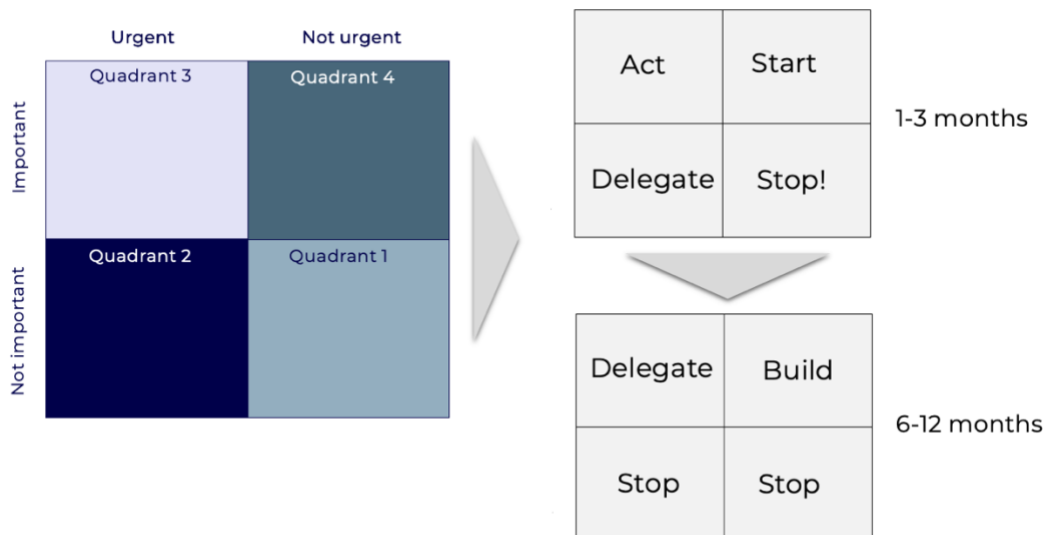 Urgent
Not urgent
Important
Quadrant 3
Quadrant 4
Not important
Quadrant 2
Quadrant 1
Act
Start
Delegate
Stop!
1-3 months
Delegate
Build
Stop
Stop
6-12 months